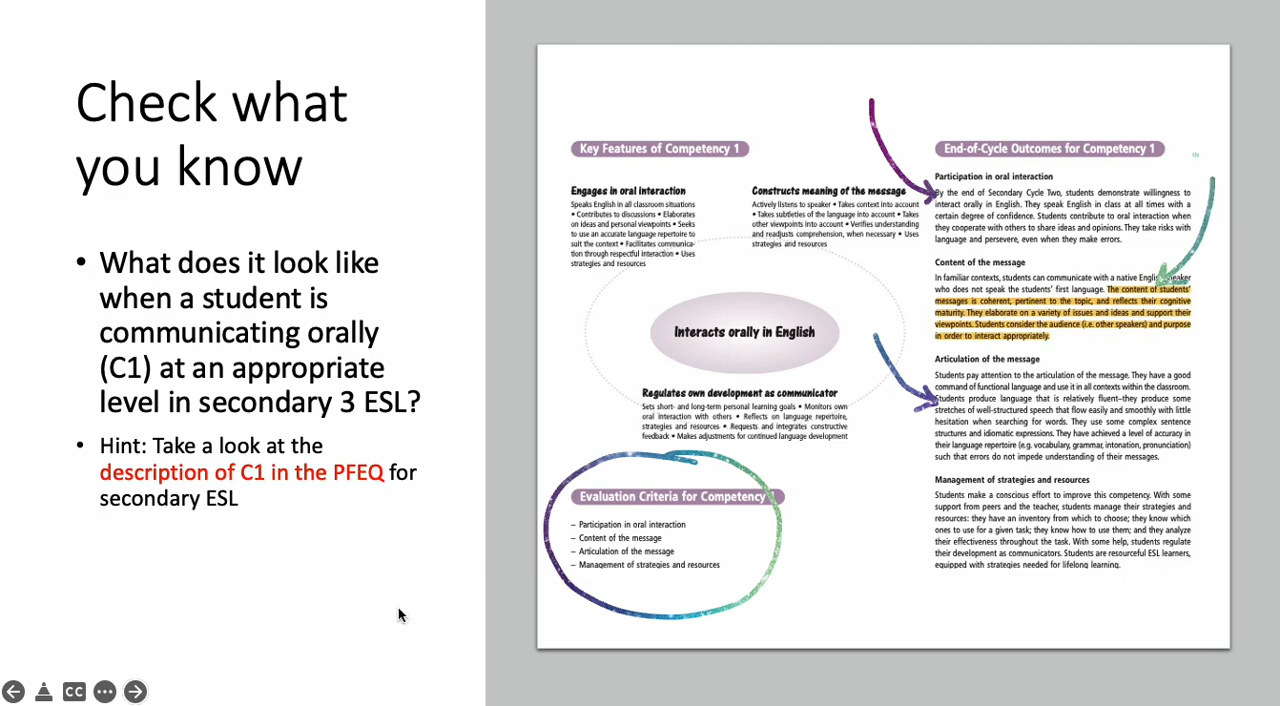 Check what
you know
• What does it look like
when a student is
communicating orally
(C1) at an appropriate
level in secondary 3 ESL?
• Hint: Take a look at the
description of C1 in the PFEQ for
secondary ESL
Key Features of Competency 1
Engages in oral interaction
Speaks English in all classroom situations
• Contributes to discussions • Elaborates
on ideas and personal viewpoints • Seeks
to use an accurate language repertoire to
suit the context • Facilitates communica-
tion through respectful interaction • Uses
strategies and resources
Constructs meaning of the message
Actively listens to speaker • Takes context into account
• Takes subtleties of the language into account • Takes
other viewpoints into account • Verifies understanding
and readjusts comprehension, when necessary • Uses
strategies and resources
Interacts orally in English
Regulates own development as communicator
Sets short- and long-term personal learning goals • Monitors own
oral interaction with others • Reflects on language repertoire,
strategies and resources • Requests and integrates constructive
feedback • Makes adjustments for continued language development
Evaluation Criteria for Competency 1
– Participation in oral interaction
– Content of the message
– Articulation of the message
– Management of strategies and resources
End-of-Cycle Outcomes for Competency 1
Participation in oral interaction
By the end of Secondary Cycle Two, students demonstrate willingness to
interact orally in English. They speak English in class at all times with a
certain degree of confidence. Students contribute to oral interaction when
they cooperate with others to share ideas and opinions. They take risks with
language and persevere, even when they make errors.
Content of the message
In familiar contexts, students can communicate with a native English speaker
who does not speak the students' first language. The content of students'
messages is coherent, pertinent to the topic, and reflects their cognitive
maturity. They elaborate on a variety of issues and ideas and support their
viewpoints. Students consider the audience (i.e. other speakers) and purpose
in order to interact appropriately.
Articulation of the message
Students pay attention to the articulation of the message. They have a good
command of functional language and use it in all contexts within the classroom.
Students produce language that is relatively fluent–they produce some
stretches of well-structured speech that flow easily and smoothly with little
hesitation when searching for words. They use some complex sentence
structures and idiomatic expressions. They have achieved a level of accuracy in
their language repertoire (e.g. vocabulary, grammar, intonation, pronunciation)
such that errors do not impede understanding of their messages.
Management of strategies and resources
Students make a conscious effort to improve this competency. With some
support from peers and the teacher, students manage their strategies and
resources: they have an inventory from which to choose; they know which
ones to use for a given task; they know how to use them; and they analyze
their effectiveness throughout the task. With some help, students regulate
their development as communicators. Students are resourceful ESL learners,
equipped with strategies needed for lifelong learning.
CC